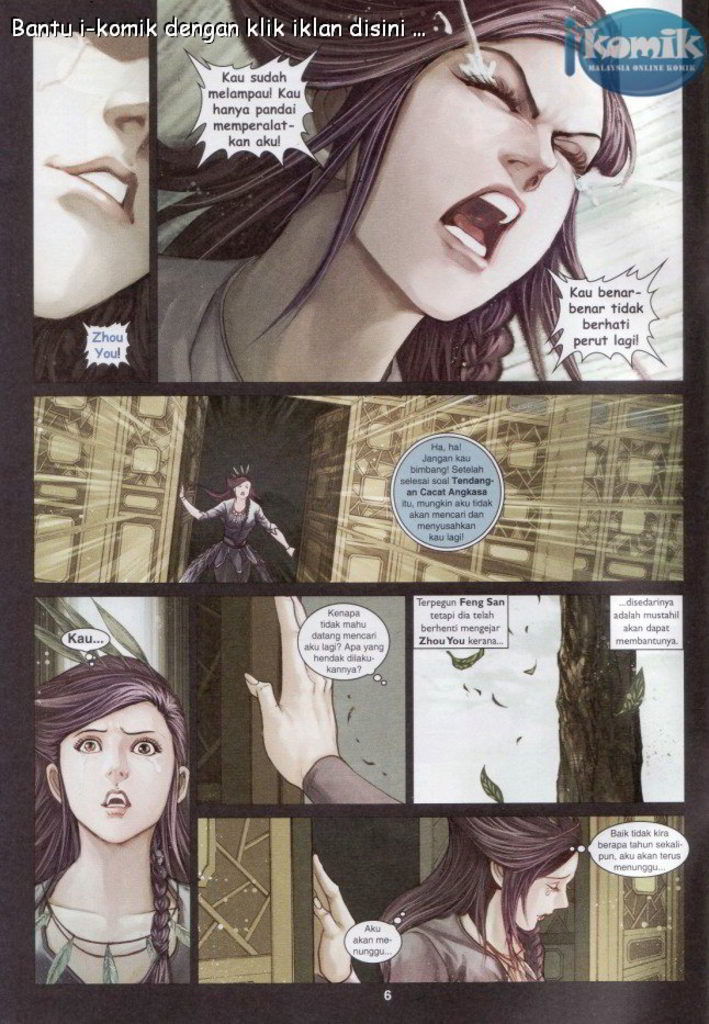 Bantu i-komik dengan klik iklan disini ...
ikomik
MALAYSIA ONLINE KOMIK
Kau sudah
melampau! Kau
hanya pandai
memperalat-
kan aku!
Zhou
You!
Kau benar-
benar tidak
berhati
perut lagi!
Ha, ha!
Jangan kau
bimbang! Setelah
selesai soal Tendang-
an Cacat Angkasa
itu, mungkin aku tidak
akan mencari dan
menyusahkan
kau lagi!
Kau...
Kenapa
tidak mahu
datang mencari
aku lagi? Apa yang
hendak dilaku-
kannya?
Terpegun Feng San
tetapi dia telah
berhenti mengejar
Zhou You kerana...
...disedarinya
adalah mustahil
akan dapat
membantunya.
Aku
akan me-
nunggu...
Baik tidak kira
berapa tahun sekali-
pun, aku akan terus
menunggu...
6